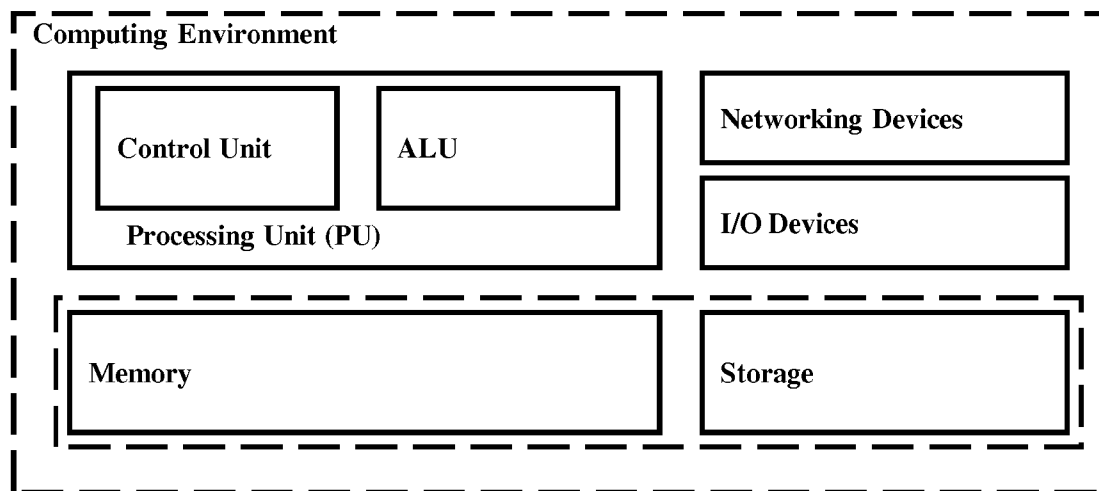 Computing Environment
Control Unit
ALU
Processing Unit (PU)
Networking Devices
I/O Devices
Memory
Storage